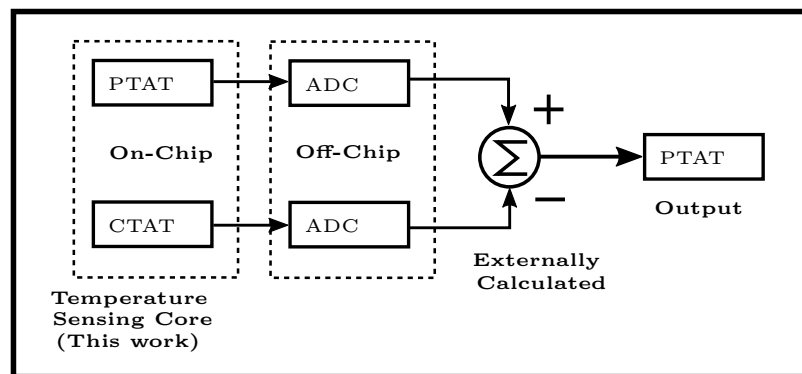 PTAT
ADC
+
On-Chip
Off-Chip
Σ
PTAT
−
CTAT
ADC
Output
Externally
Calculated
Temperature
Sensing Core
(This work)